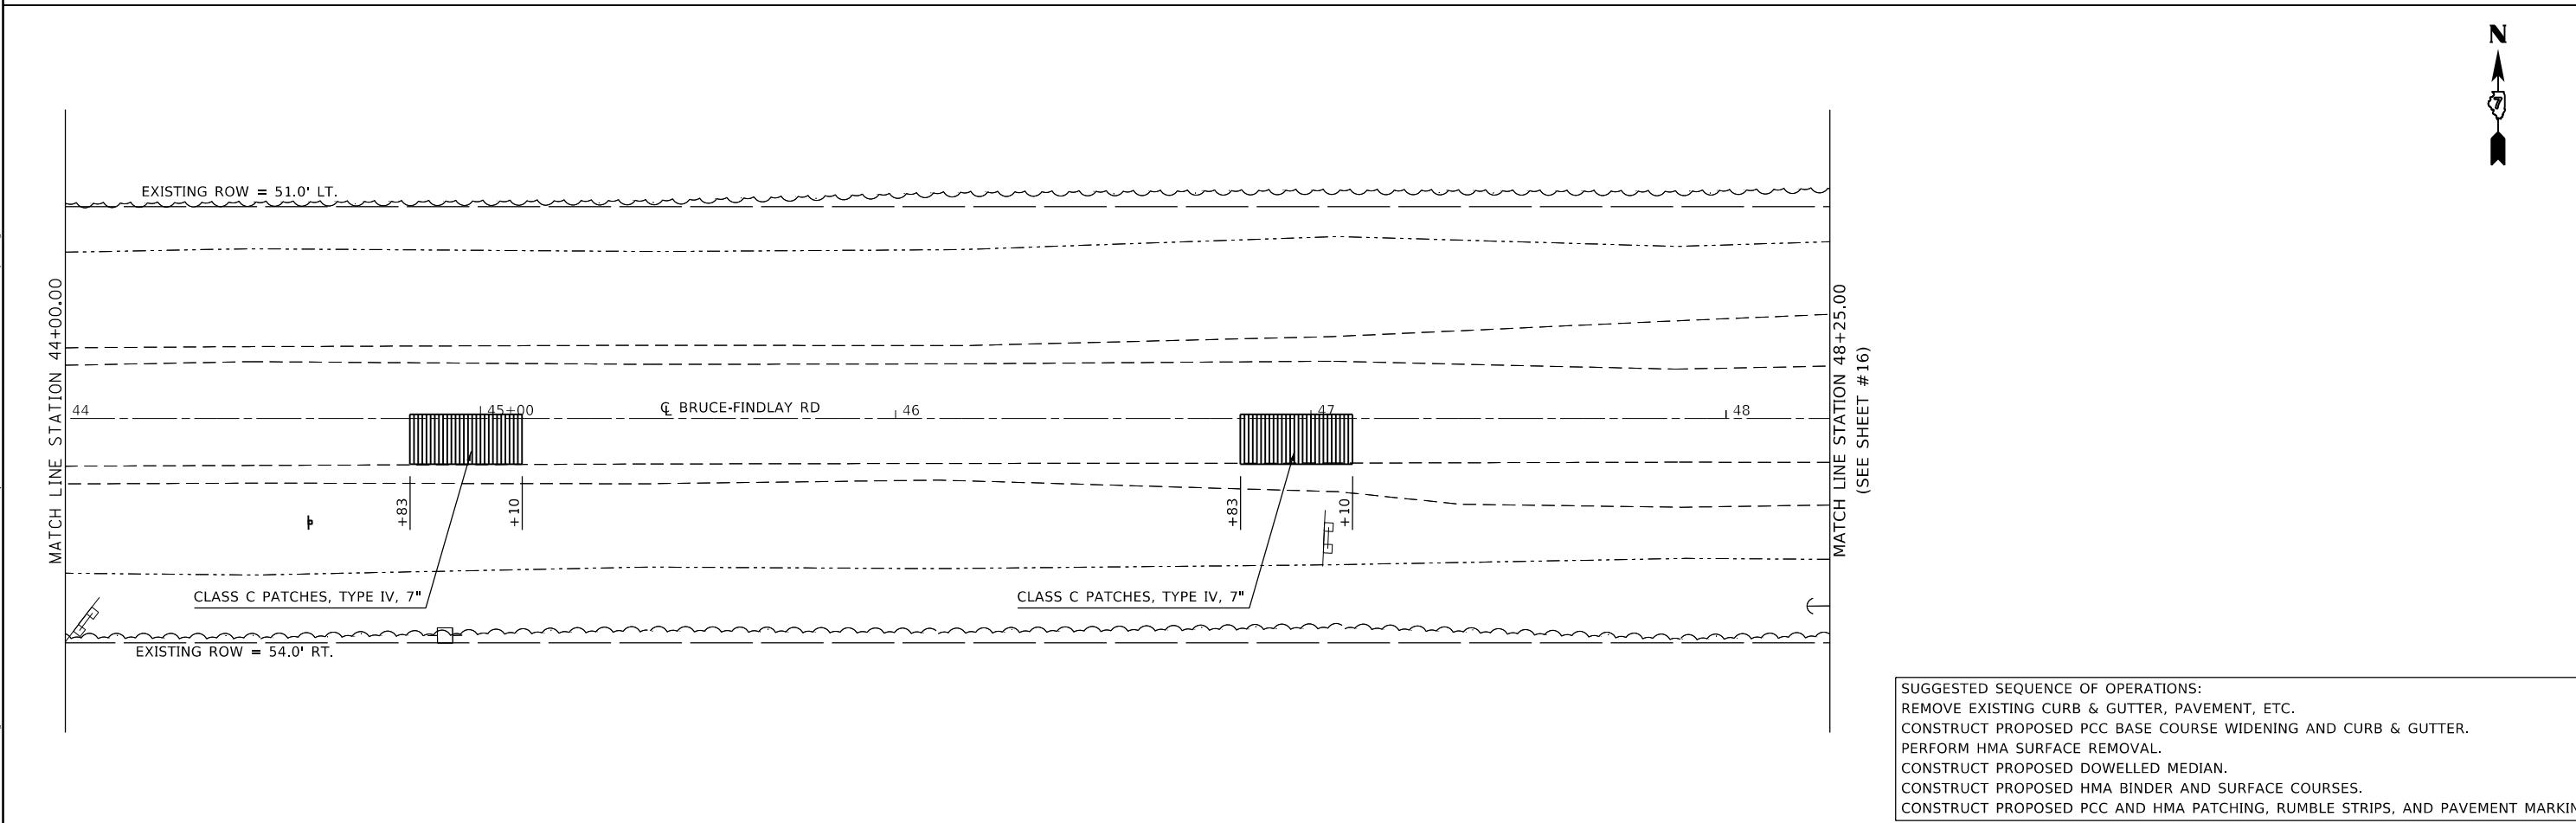 N
7
EXISTING ROW = 51.0' LT.
MATCH LINE STATION 44+00.00
MATCH LINE STATION 48+25.00
(SEE SHEET #16)
44
45+00
℄ BRUCE-FINDLAY RD
46
47
48
+83
+10
+83
+10
CLASS C PATCHES, TYPE IV, 7"
CLASS C PATCHES, TYPE IV, 7"
EXISTING ROW = 54.0' RT.
SUGGESTED SEQUENCE OF OPERATIONS:
REMOVE EXISTING CURB & GUTTER, PAVEMENT, ETC.
CONSTRUCT PROPOSED PCC BASE COURSE WIDENING AND CURB & GUTTER.
PERFORM HMA SURFACE REMOVAL.
CONSTRUCT PROPOSED DOWELLED MEDIAN.
CONSTRUCT PROPOSED HMA BINDER AND SURFACE COURSES.
CONSTRUCT PROPOSED PCC AND HMA PATCHING, RUMBLE STRIPS, AND PAVEMENT MARKIN